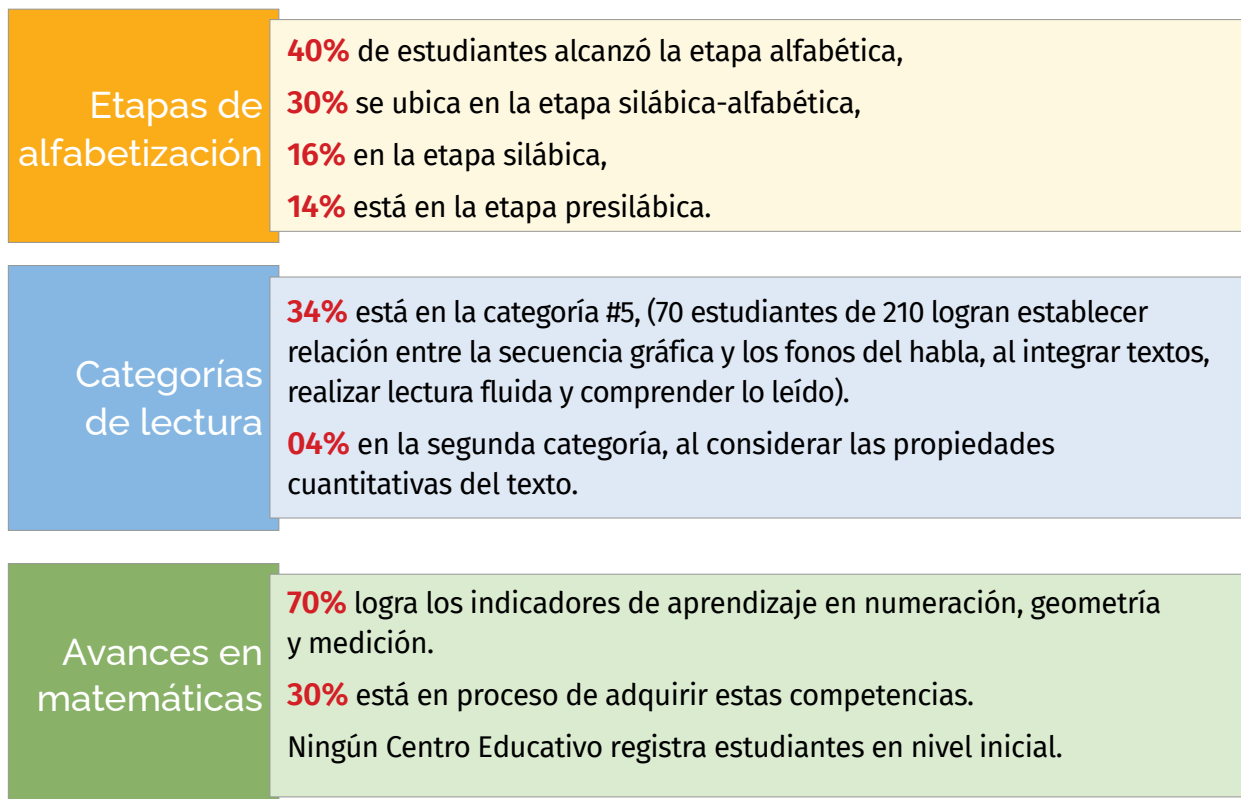 Etapas de
alfabetización
40% de estudiantes alcanzó la etapa alfabética,
30% se ubica en la etapa silábica-alfabética,
16% en la etapa silábica,
14% está en la etapa presilábica.
Categorías
de lectura
34% está en la categoría #5, (70 estudiantes de 210 logran establecer
relación entre la secuencia gráfica y los fonos del habla, al integrar textos,
realizar lectura fluida y comprender lo leído).
04% en la segunda categoría, al considerar las propiedades
cuantitativas del texto.
Avances en
matemáticas
70% logra los indicadores de aprendizaje en numeración, geometría
y medición.
30% está en proceso de adquirir estas competencias.
Ningún Centro Educativo registra estudiantes en nivel inicial.